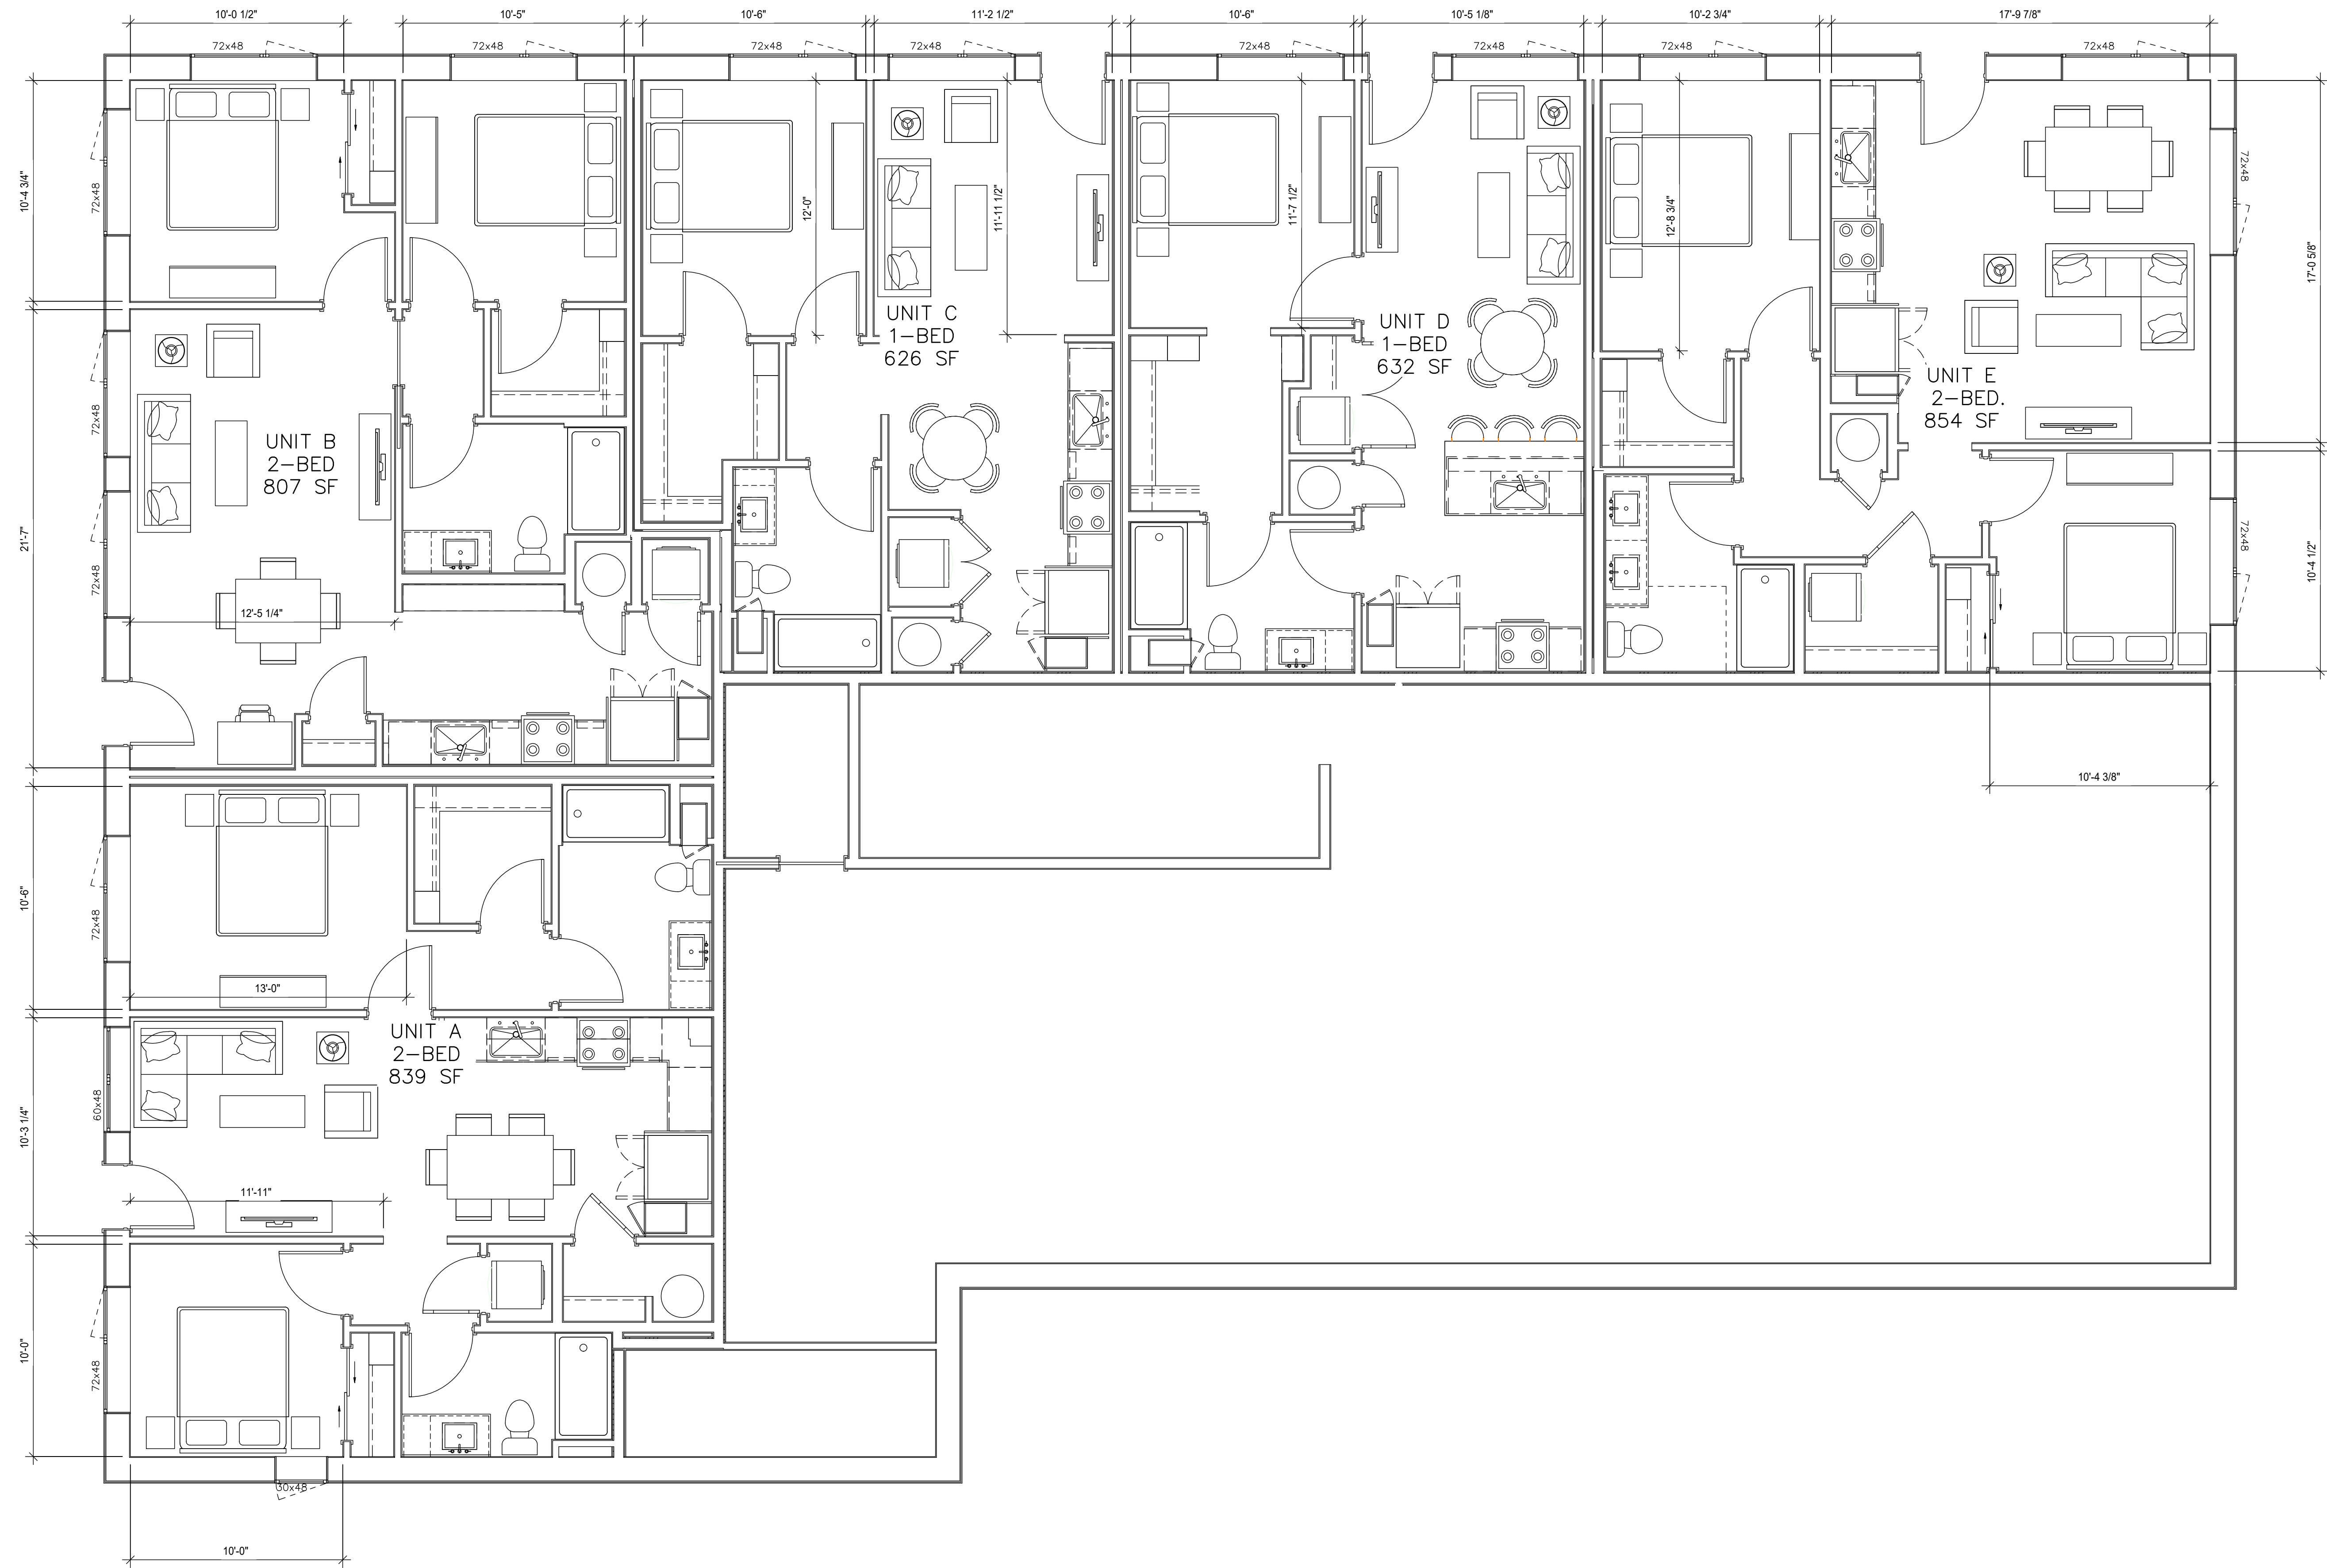 10'-0 1/2"
10'-5"
10'-6"
11'-2 1/2"
10'-6"
10'-5 1/8"
10'-2 3/4"
17'-9 7/8"
72x48
72x48
72x48
72x48
72x48
72x48
72x48
72x48
10'-4 3/4"
72x48
12'-0"
11'-11 1/2"
11'-7 1/2"
12'-8 3/4"
72x48
17'-0 5/8"
UNIT C
1-BED
626 SF
UNIT D
1-BED
632 SF
UNIT E
2-BED.
854 SF
UNIT B
2-BED
807 SF
72x48
21'-7"
72x48
12'-5 1/4"
72x48
10'-4 1/2"
10'-4 3/8"
10'-6"
72x48
13'-0"
UNIT A
2-BED
839 SF
60x48
10'-3 1/4"
11'-11"
10'-0"
72x48
30x48
10'-0"